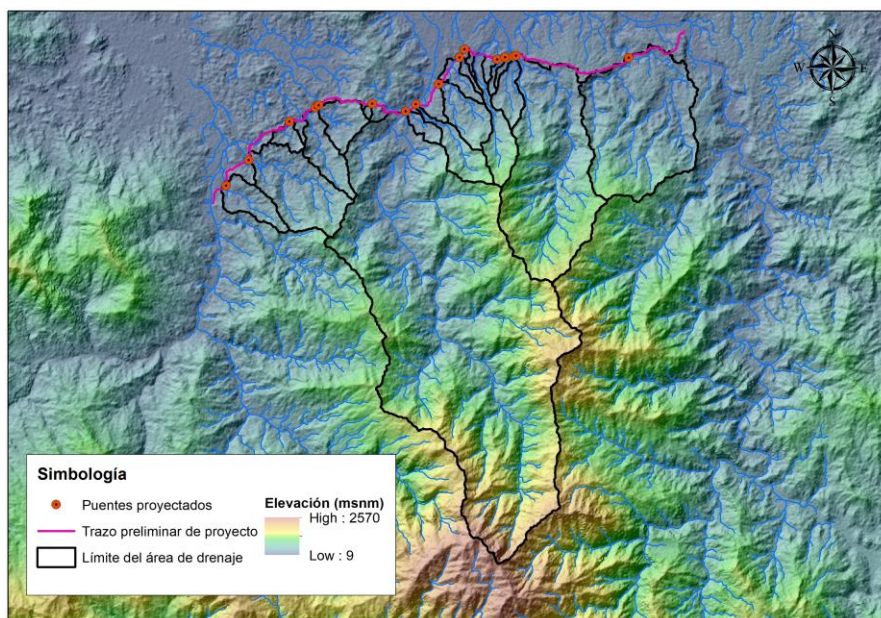 N
W E
S
Simbología
Puentes proyectados
Trazo preliminar de proyecto
Límite del área de drenaje
Elevación (msnm)
High : 2570
Low : 9